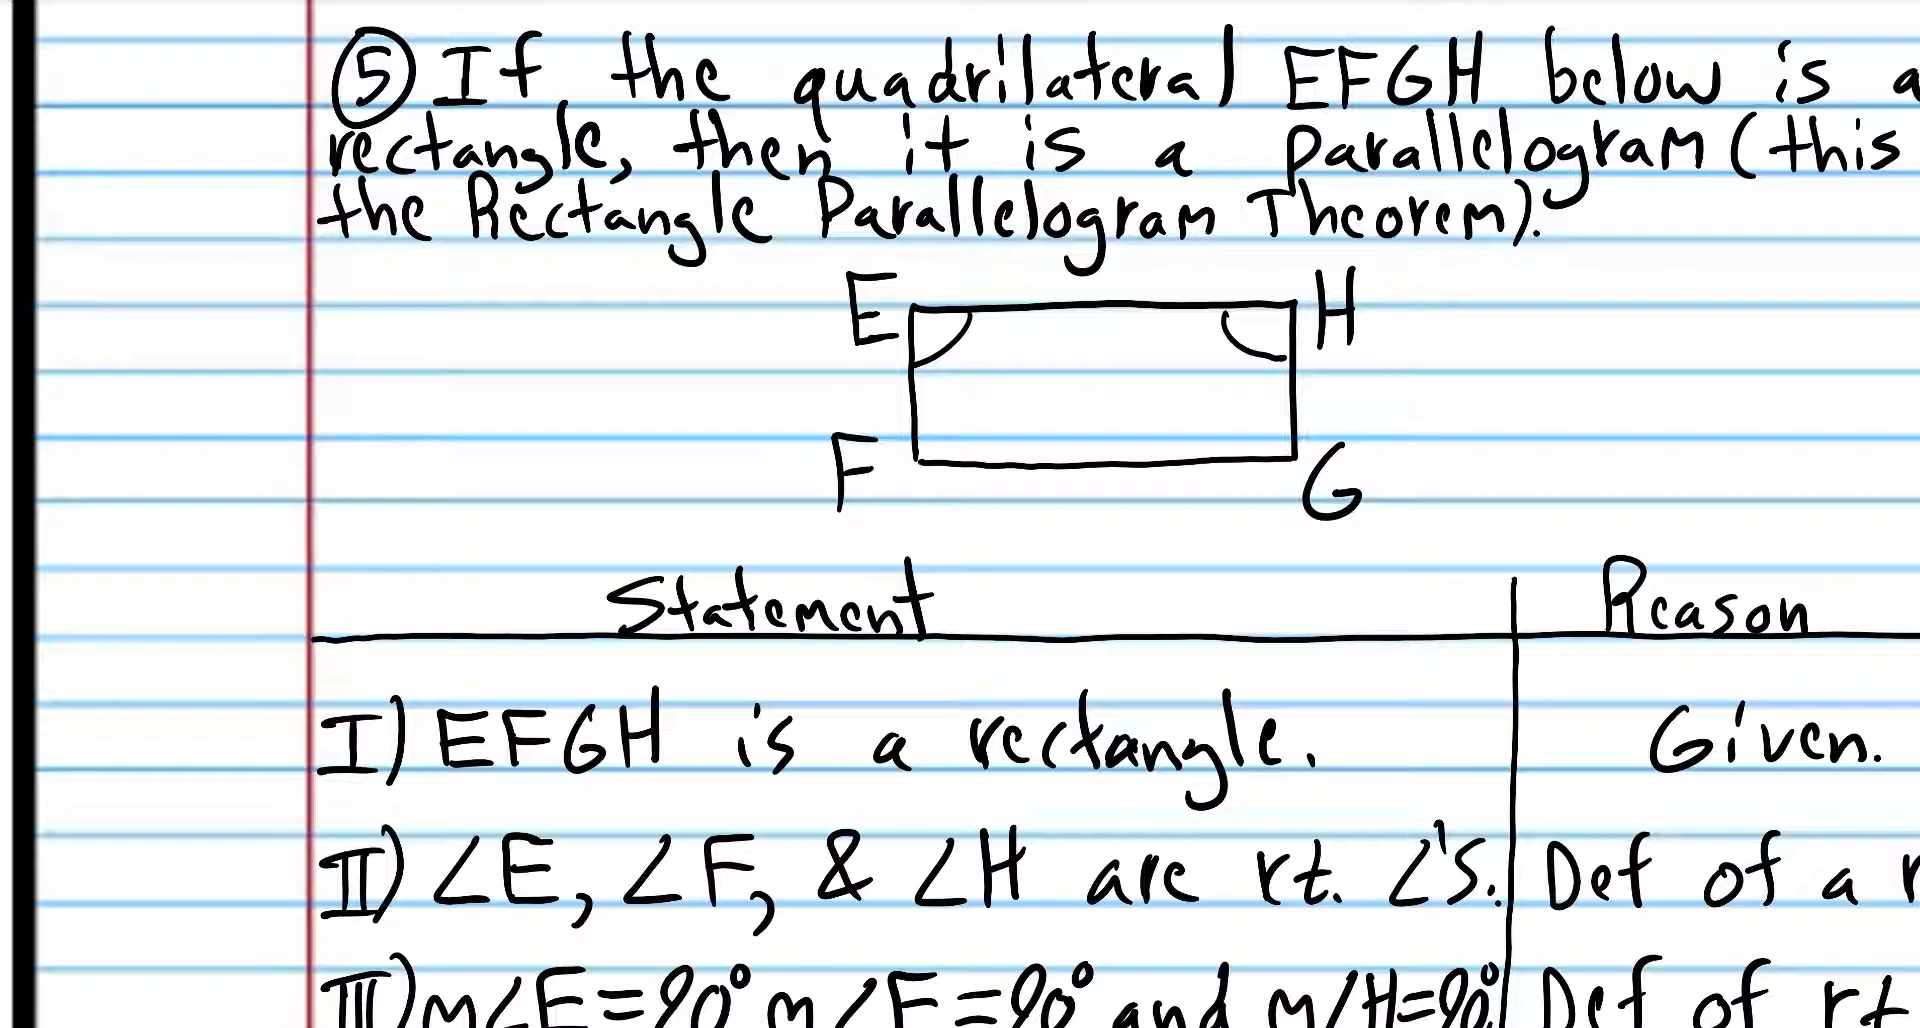 ⑤ If the quadrilateral EFGH below is a
rectangle, then it is a parallelogram (this
the Rectangle Parallelogram Theorem).
E H
F G
Statement Reason
I) EFGH is a rectangle. Given.
II) ∠E, ∠F, & ∠H are rt. ∠'s. Def of a r
III) m∠E=90° m∠F=90° and m∠H=90° Def of rt